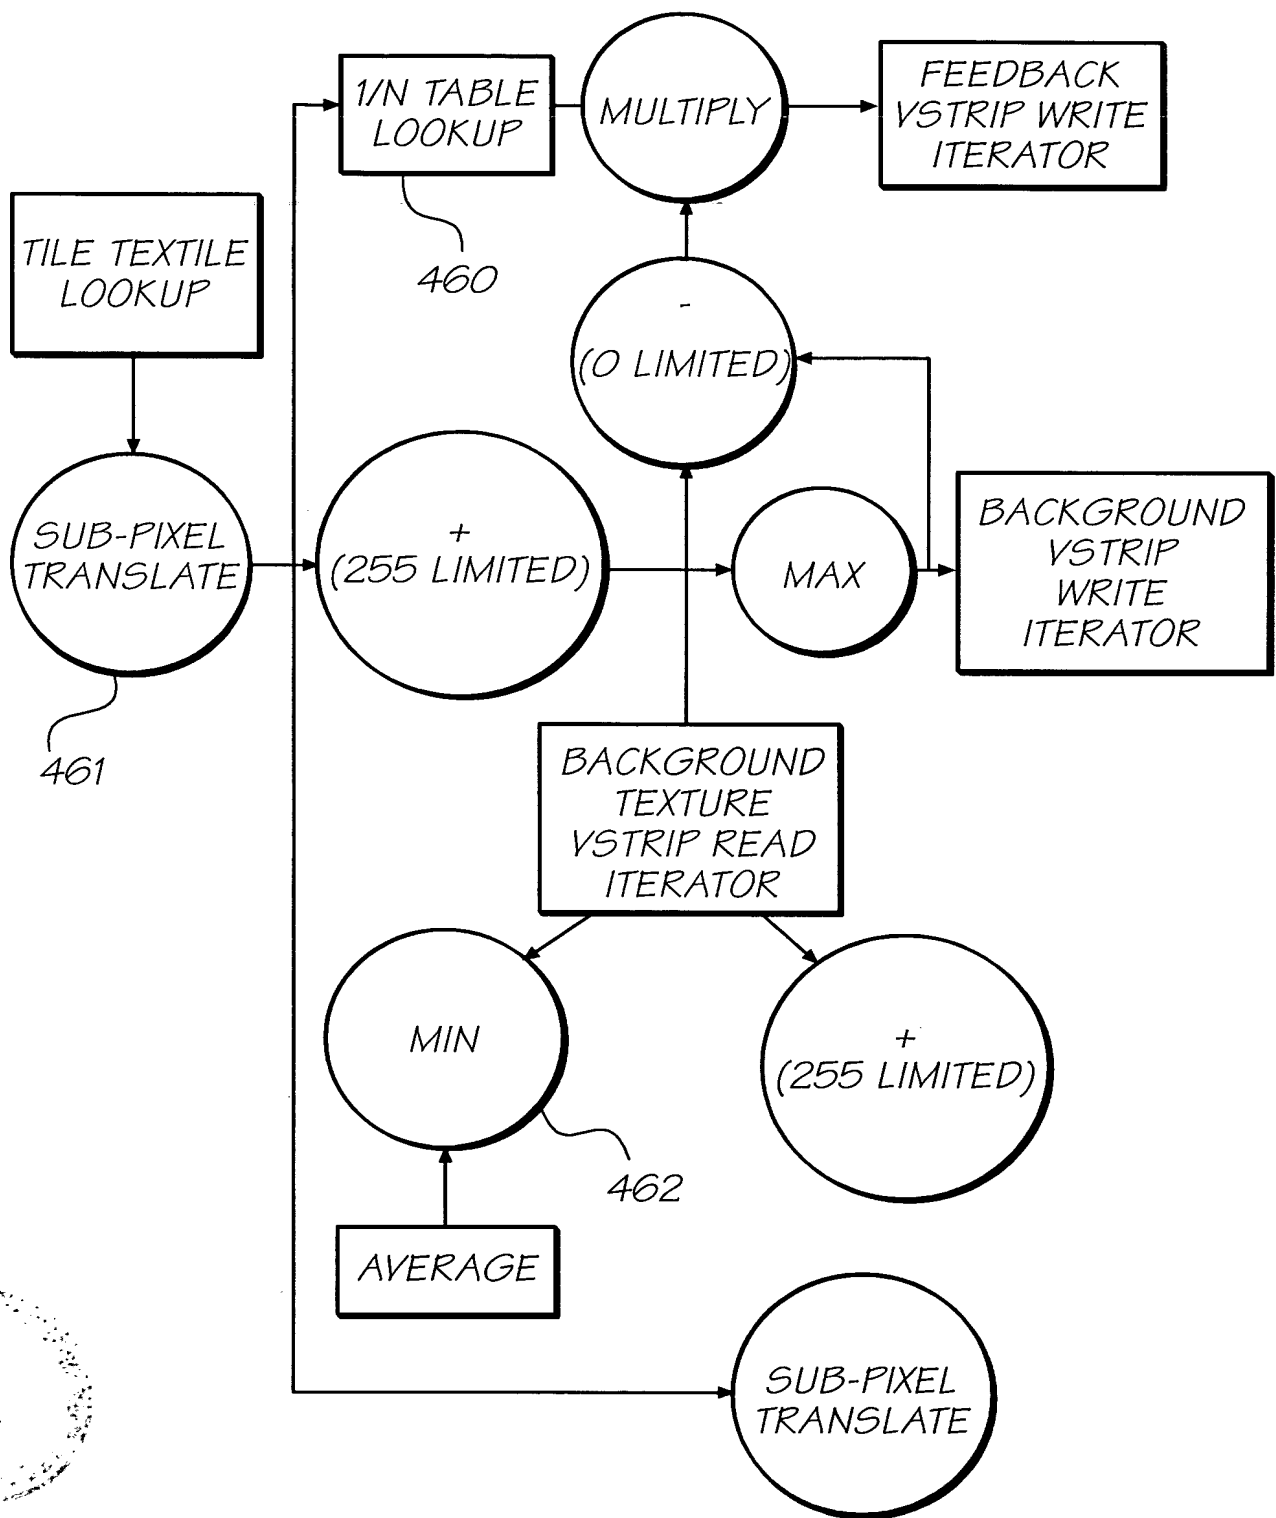 1/N TABLE
LOOKUP
MULTIPLY
FEEDBACK
VSTRIP WRITE
ITERATOR
460
TILE TEXTILE
LOOKUP
-
(0 LIMITED)
SUB-PIXEL
TRANSLATE
461
+
(255 LIMITED)
MAX
BACKGROUND
VSTRIP
WRITE
ITERATOR
BACKGROUND
TEXTURE
VSTRIP READ
ITERATOR
MIN
462
+
(255 LIMITED)
AVERAGE
SUB-PIXEL
TRANSLATE